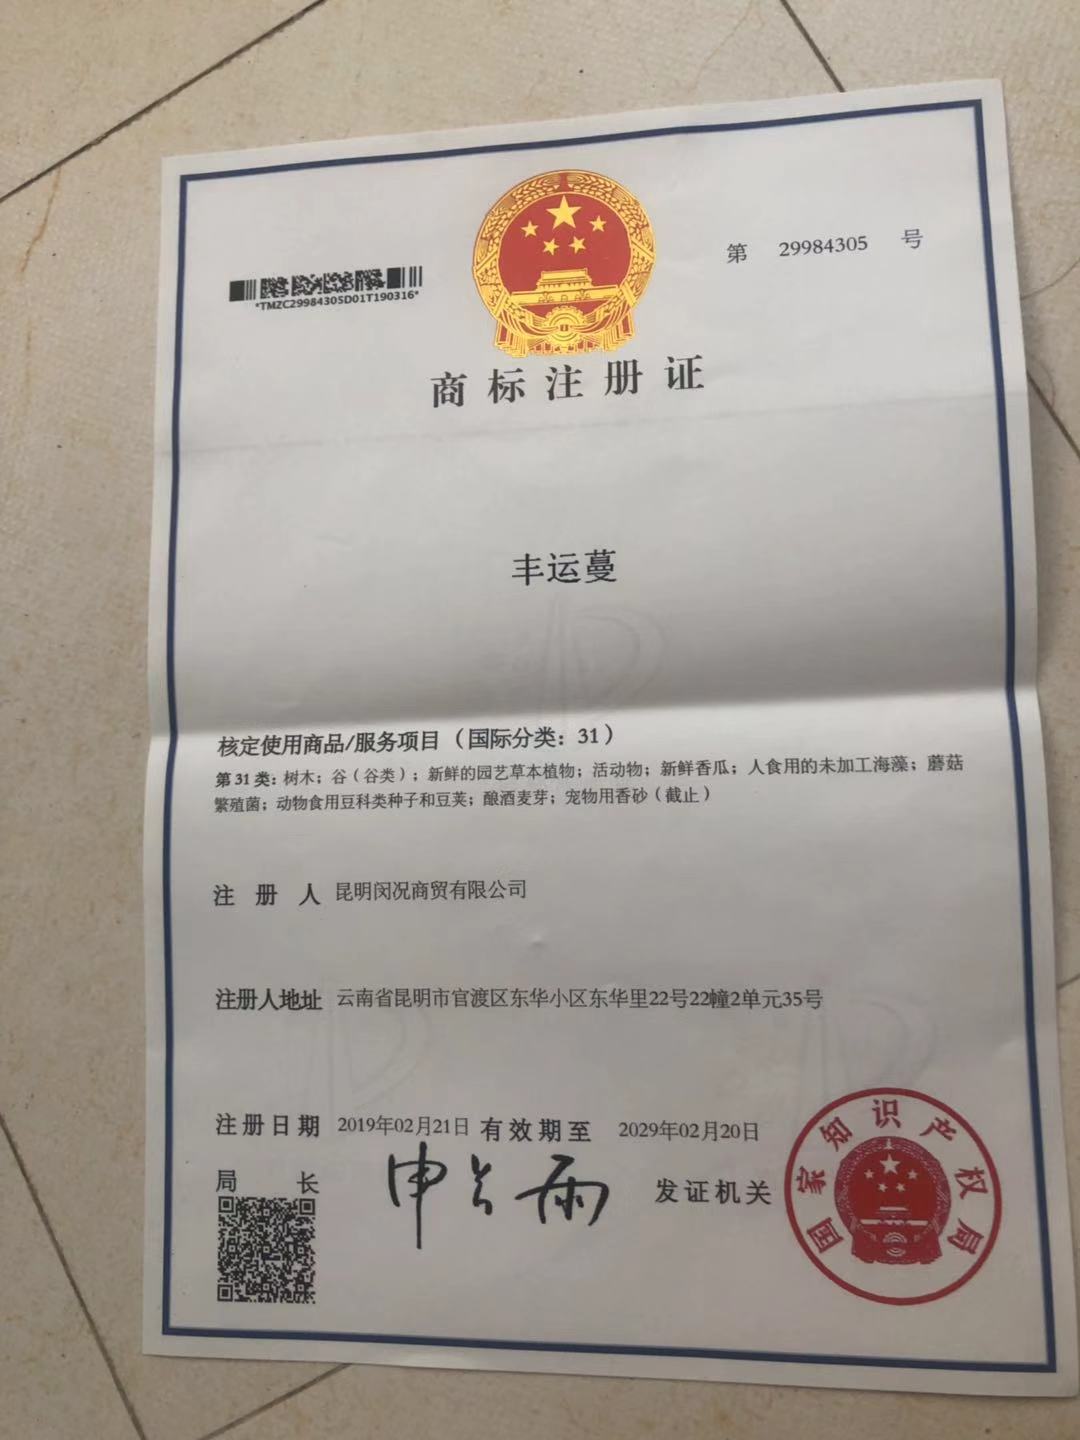 第 29984305 号
*TMZC29984305D01T190316*
商标注册证
丰运蔓
核定使用商品/服务项目（国际分类：31）
第31类：树木；谷（谷类）；新鲜的园艺草本植物；活动物；新鲜香瓜；人食用的未加工海藻；蘑菇
繁殖菌；动物食用豆科类种子和豆荚；酿酒麦芽；宠物用香砂（截止）
注册人 昆明闵况商贸有限公司
注册人地址 云南省昆明市官渡区东华小区东华里22号22幢2单元35号
注册日期 2019年02月21日 有效期至 2029年02月20日
局长 申长雨 发证机关
国家知识产权局